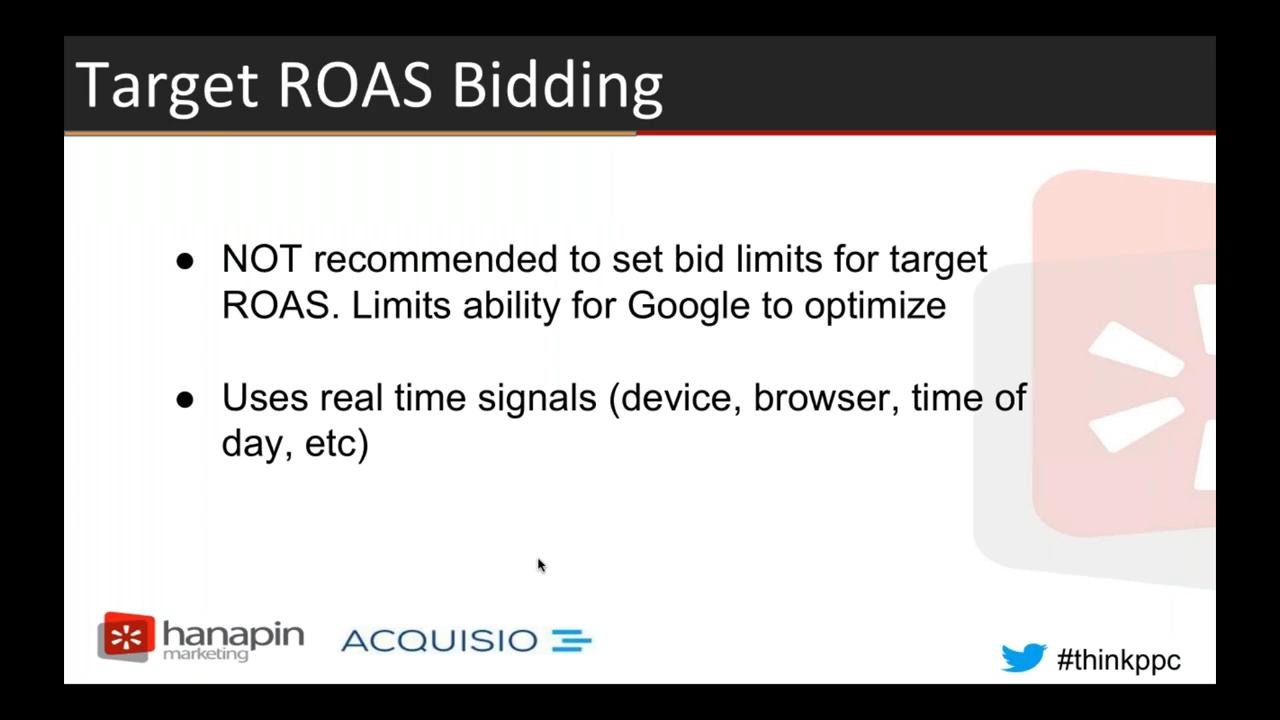 Target ROAS Bidding
● NOT recommended to set bid limits for target
ROAS. Limits ability for Google to optimize
● Uses real time signals (device, browser, time of
day, etc)
hanapin
marketing
ACQUISIO
#thinkppc